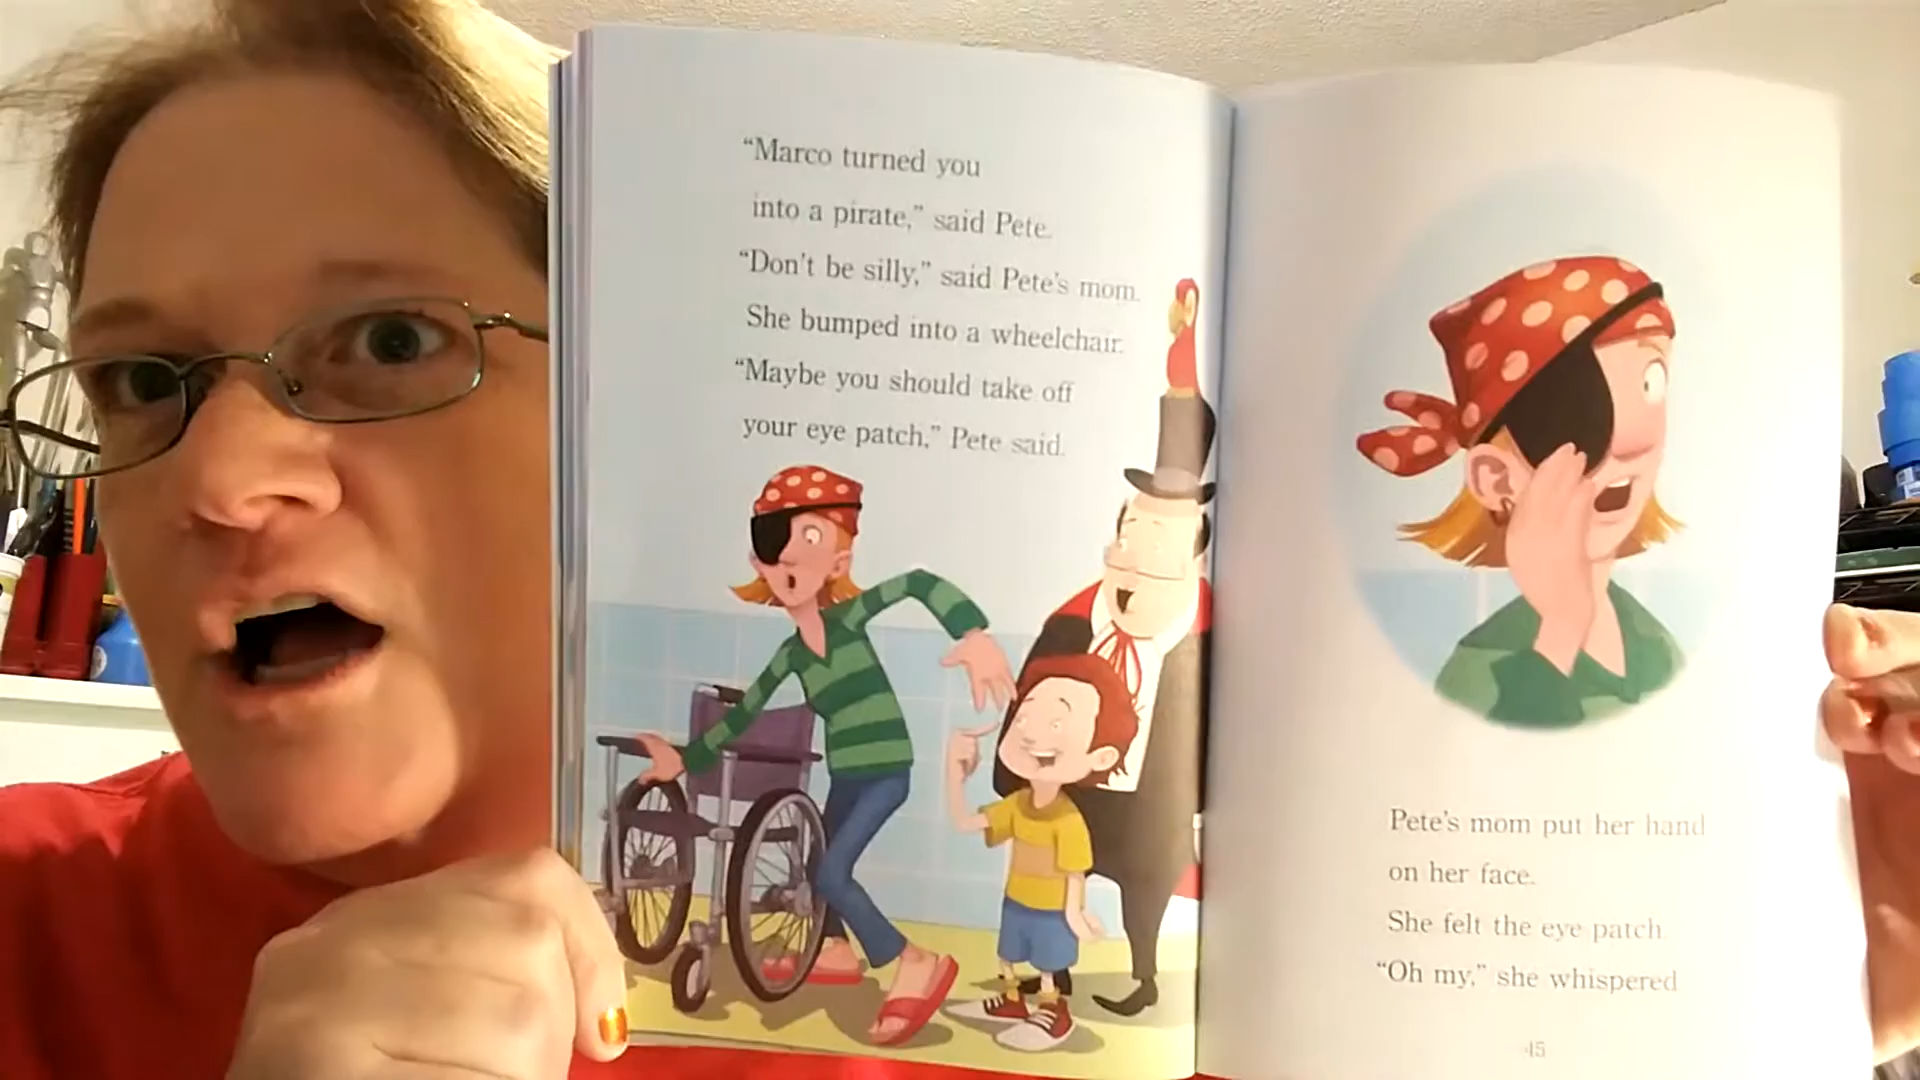 “Marco turned you
into a pirate,” said Pete.
“Don't be silly,” said Pete's mom.
She bumped into a wheelchair.
“Maybe you should take off
your eye patch,” Pete said.
Pete's mom put her hand
on her face.
She felt the eye patch.
“Oh my,” she whispered
45